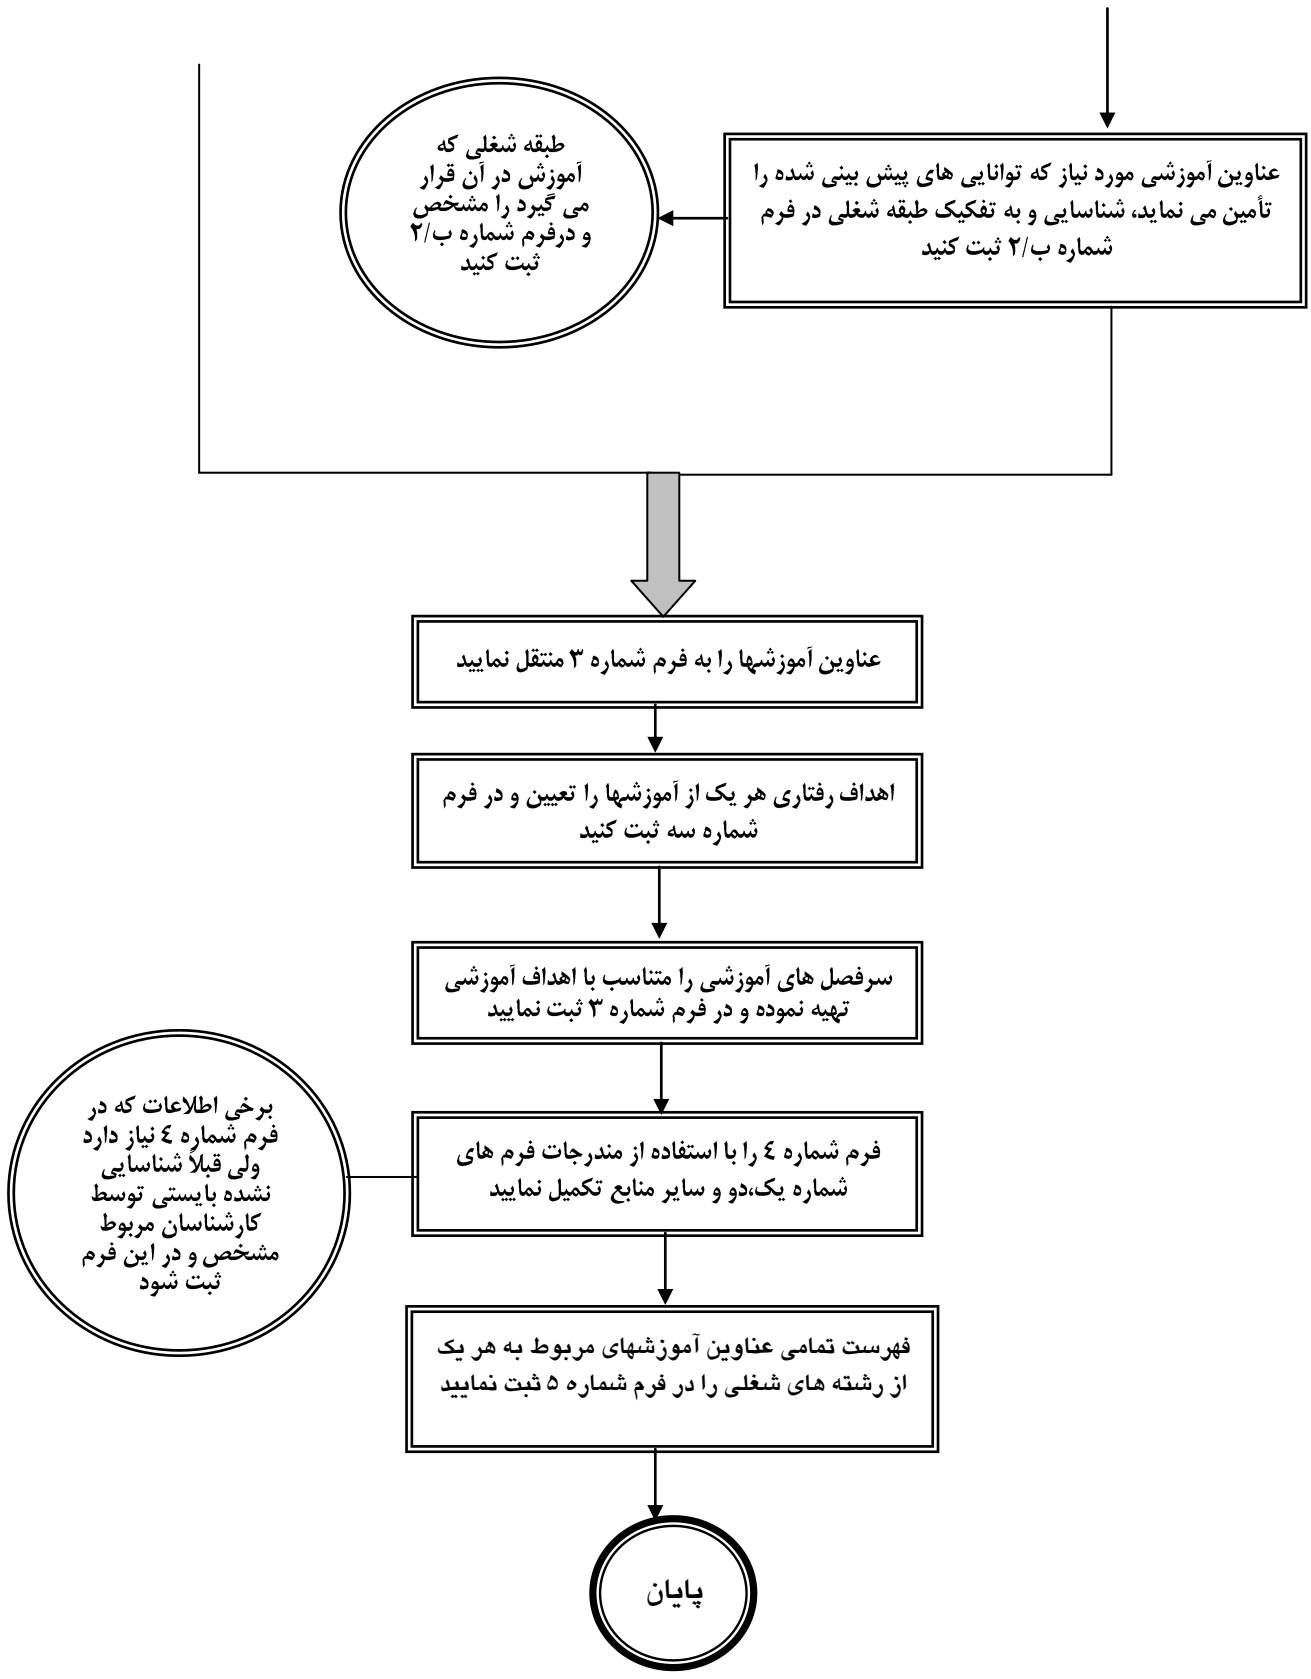 عناوین آموزشی مورد نیاز که توانایی های پیش بینی شده را
تأمین می نماید، شناسایی و به تفکیک طبقه شغلی در فرم
شماره ب/۲ ثبت کنید
طبقه شغلی که
آموزش در آن قرار
می گیرد را مشخص
و درفرم شماره ب/۲
ثبت کنید
عناوین آموزشها را به فرم شماره ۳ منتقل نمایید
اهداف رفتاری هر یک از آموزشها را تعیین و در فرم
شماره سه ثبت کنید
سرفصل های آموزشی را متناسب با اهداف آموزشی
تهیه نموده و در فرم شماره ۳ ثبت نمایید
فرم شماره ٤ را با استفاده از مندرجات فرم های
شماره یک،دو و سایر منابع تکمیل نمایید
برخی اطلاعات که در
فرم شماره ٤ نیاز دارد
ولی قبلاً شناسایی
نشده بایستی توسط
کارشناسان مربوط
مشخص و در این فرم
ثبت شود
فهرست تمامی عناوین آموزشهای مربوط به هر یک
از رشته های شغلی را در فرم شماره ۵ ثبت نمایید
پایان